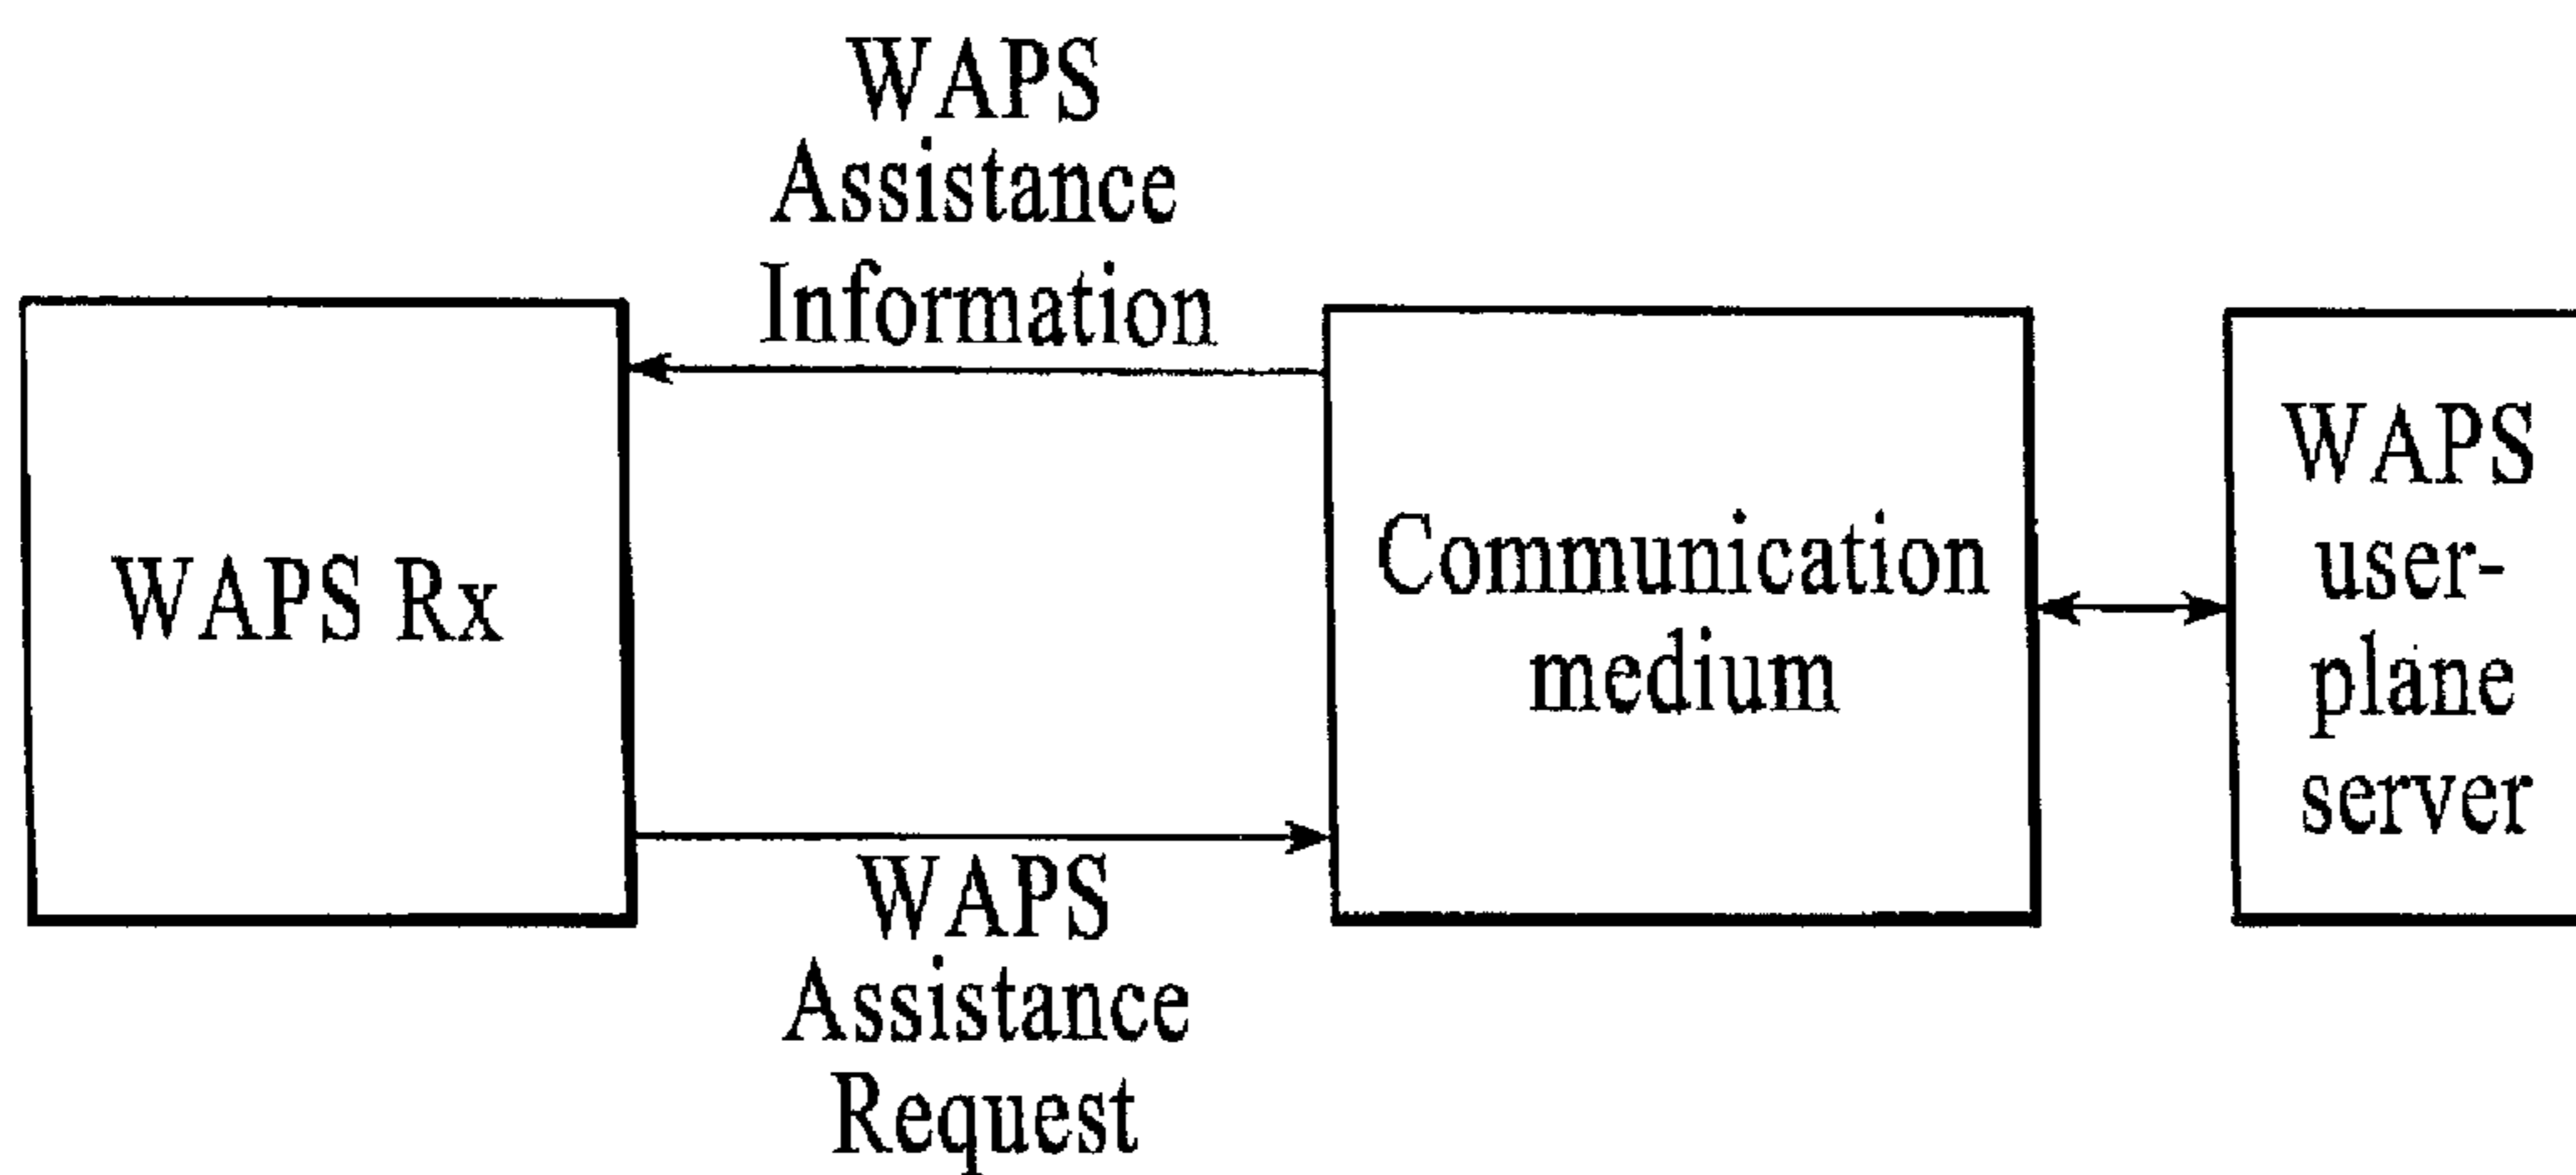 WAPS
Assistance
Information
WAPS Rx
Communication
medium
WAPS
user-
plane
server
WAPS
Assistance
Request